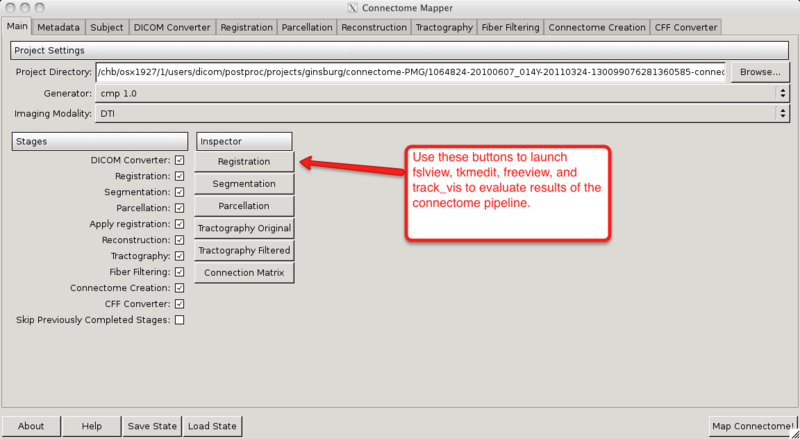 Connectome Mapper
Main Metadata Subject DICOM Converter Registration Parcellation Reconstruction Tractography Fiber Filtering Connectome Creation CFF Converter
Project Settings
Project Directory: /chb/osx1927/1/users/dicom/postproc/projects/ginsburg/connectome-PMG/1064824-20100607_014Y-20110324-130099076281360585-connec Browse...
Generator: cmp 1.0
Imaging Modality: DTI
Stages
DICOM Converter:
Registration:
Segmentation:
Parcellation:
Apply registration:
Reconstruction:
Tractography:
Fiber Filtering:
Connectome Creation:
CFF Converter:
Skip Previously Completed Stages:
Inspector
Registration
Segmentation
Parcellation
Tractography Original
Tractography Filtered
Connection Matrix
Use these buttons to launch
fslview, tkmedit, freeview, and
track_vis to evaluate results of the
connectome pipeline.
About Help Save State Load State Map Connectome!